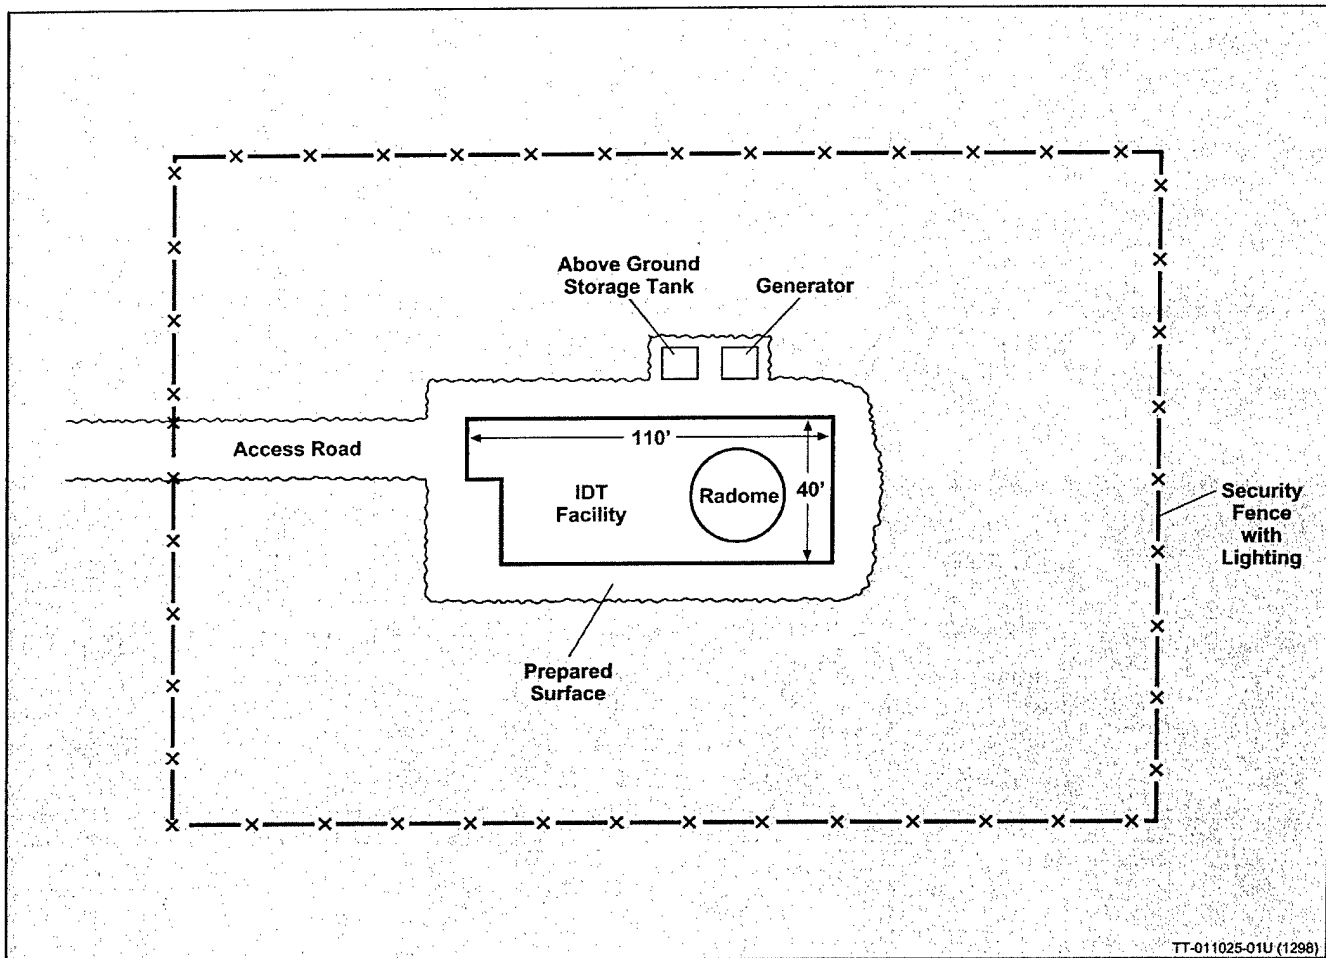 Above Ground
Storage Tank
Generator
Access Road
110'
IDT
Facility
Radome
40'
Security
Fence
with
Lighting
Prepared
Surface
TT-011025-01U (1298)